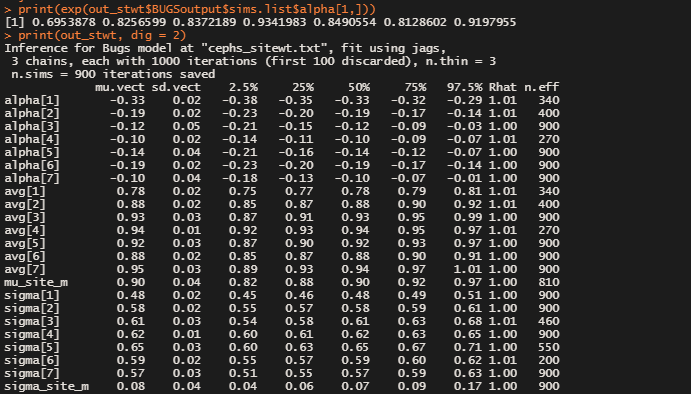 > print(exp(out_stwt$BUGSoutput$sims.list$alpha[1,]))
[1] 0.6953878 0.8256599 0.8372189 0.9341983 0.8490554 0.8128602 0.9197955
> print(out_stwt, dig = 2)
Inference for Bugs model at "cephs_sitewt.txt", fit using jags,
 3 chains, each with 1000 iterations (first 100 discarded), n.thin = 3
 n.sims = 900 iterations saved
             mu.vect sd.vect  2.5%   25%   50%   75% 97.5% Rhat n.eff
alpha[1]       -0.33    0.02 -0.38 -0.35 -0.33 -0.32 -0.29 1.01   340
alpha[2]       -0.19    0.02 -0.23 -0.20 -0.19 -0.17 -0.14 1.01   400
alpha[3]       -0.12    0.05 -0.21 -0.15 -0.12 -0.09 -0.03 1.00   900
alpha[4]       -0.10    0.02 -0.14 -0.11 -0.10 -0.09 -0.07 1.01   270
alpha[5]       -0.14    0.04 -0.21 -0.16 -0.14 -0.12 -0.07 1.00   900
alpha[6]       -0.19    0.02 -0.23 -0.20 -0.19 -0.17 -0.14 1.00   900
alpha[7]       -0.10    0.04 -0.18 -0.13 -0.10 -0.07 -0.01 1.00   900
avg[1]          0.78    0.02  0.75  0.77  0.78  0.79  0.81 1.01   340
avg[2]          0.88    0.02  0.85  0.87  0.88  0.90  0.92 1.01   400
avg[3]          0.93    0.03  0.87  0.91  0.93  0.95  0.99 1.00   900
avg[4]          0.94    0.01  0.92  0.93  0.94  0.95  0.97 1.01   270
avg[5]          0.92    0.03  0.87  0.90  0.92  0.93  0.97 1.00   900
avg[6]          0.88    0.02  0.85  0.87  0.88  0.90  0.91 1.00   900
avg[7]          0.95    0.03  0.89  0.93  0.94  0.97  1.01 1.00   900
mu_site_m       0.90    0.04  0.82  0.88  0.90  0.92  0.97 1.00   810
sigma[1]        0.48    0.02  0.45  0.46  0.48  0.49  0.51 1.00   900
sigma[2]        0.58    0.02  0.55  0.57  0.58  0.59  0.61 1.00   900
sigma[3]        0.61    0.03  0.54  0.58  0.61  0.63  0.68 1.01   460
sigma[4]        0.62    0.01  0.60  0.61  0.62  0.63  0.65 1.00   900
sigma[5]        0.65    0.03  0.60  0.63  0.65  0.67  0.71 1.00   550
sigma[6]        0.59    0.02  0.55  0.57  0.59  0.60  0.62 1.01   200
sigma[7]        0.57    0.03  0.51  0.55  0.57  0.59  0.63 1.00   900
sigma_site_m    0.08    0.04  0.04  0.06  0.07  0.09  0.17 1.00   900